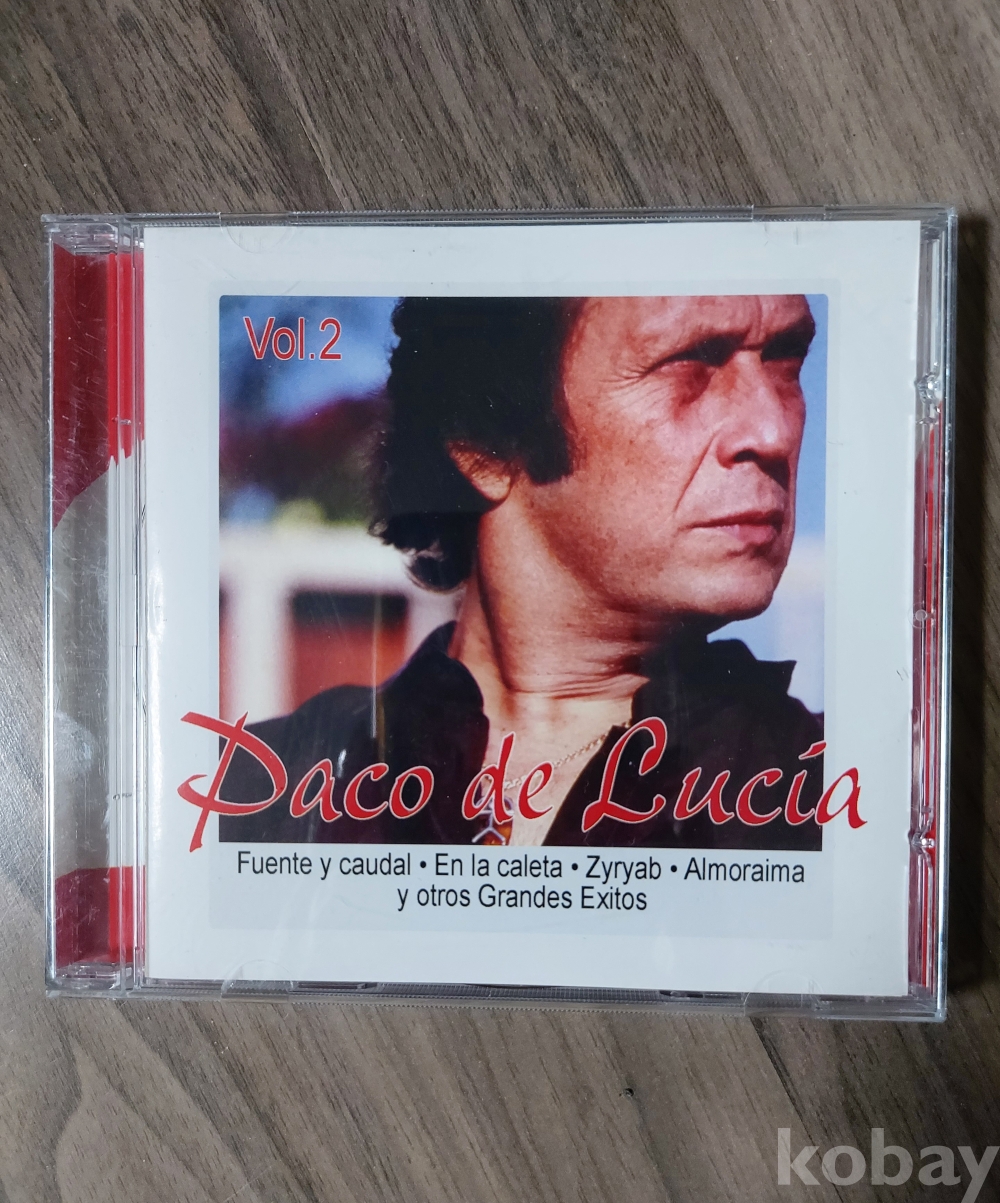 Vol.2
Paco de Lucía
Fuente y caudal • En la caleta • Zyryab • Almoraima
y otros Grandes Exitos
kobay